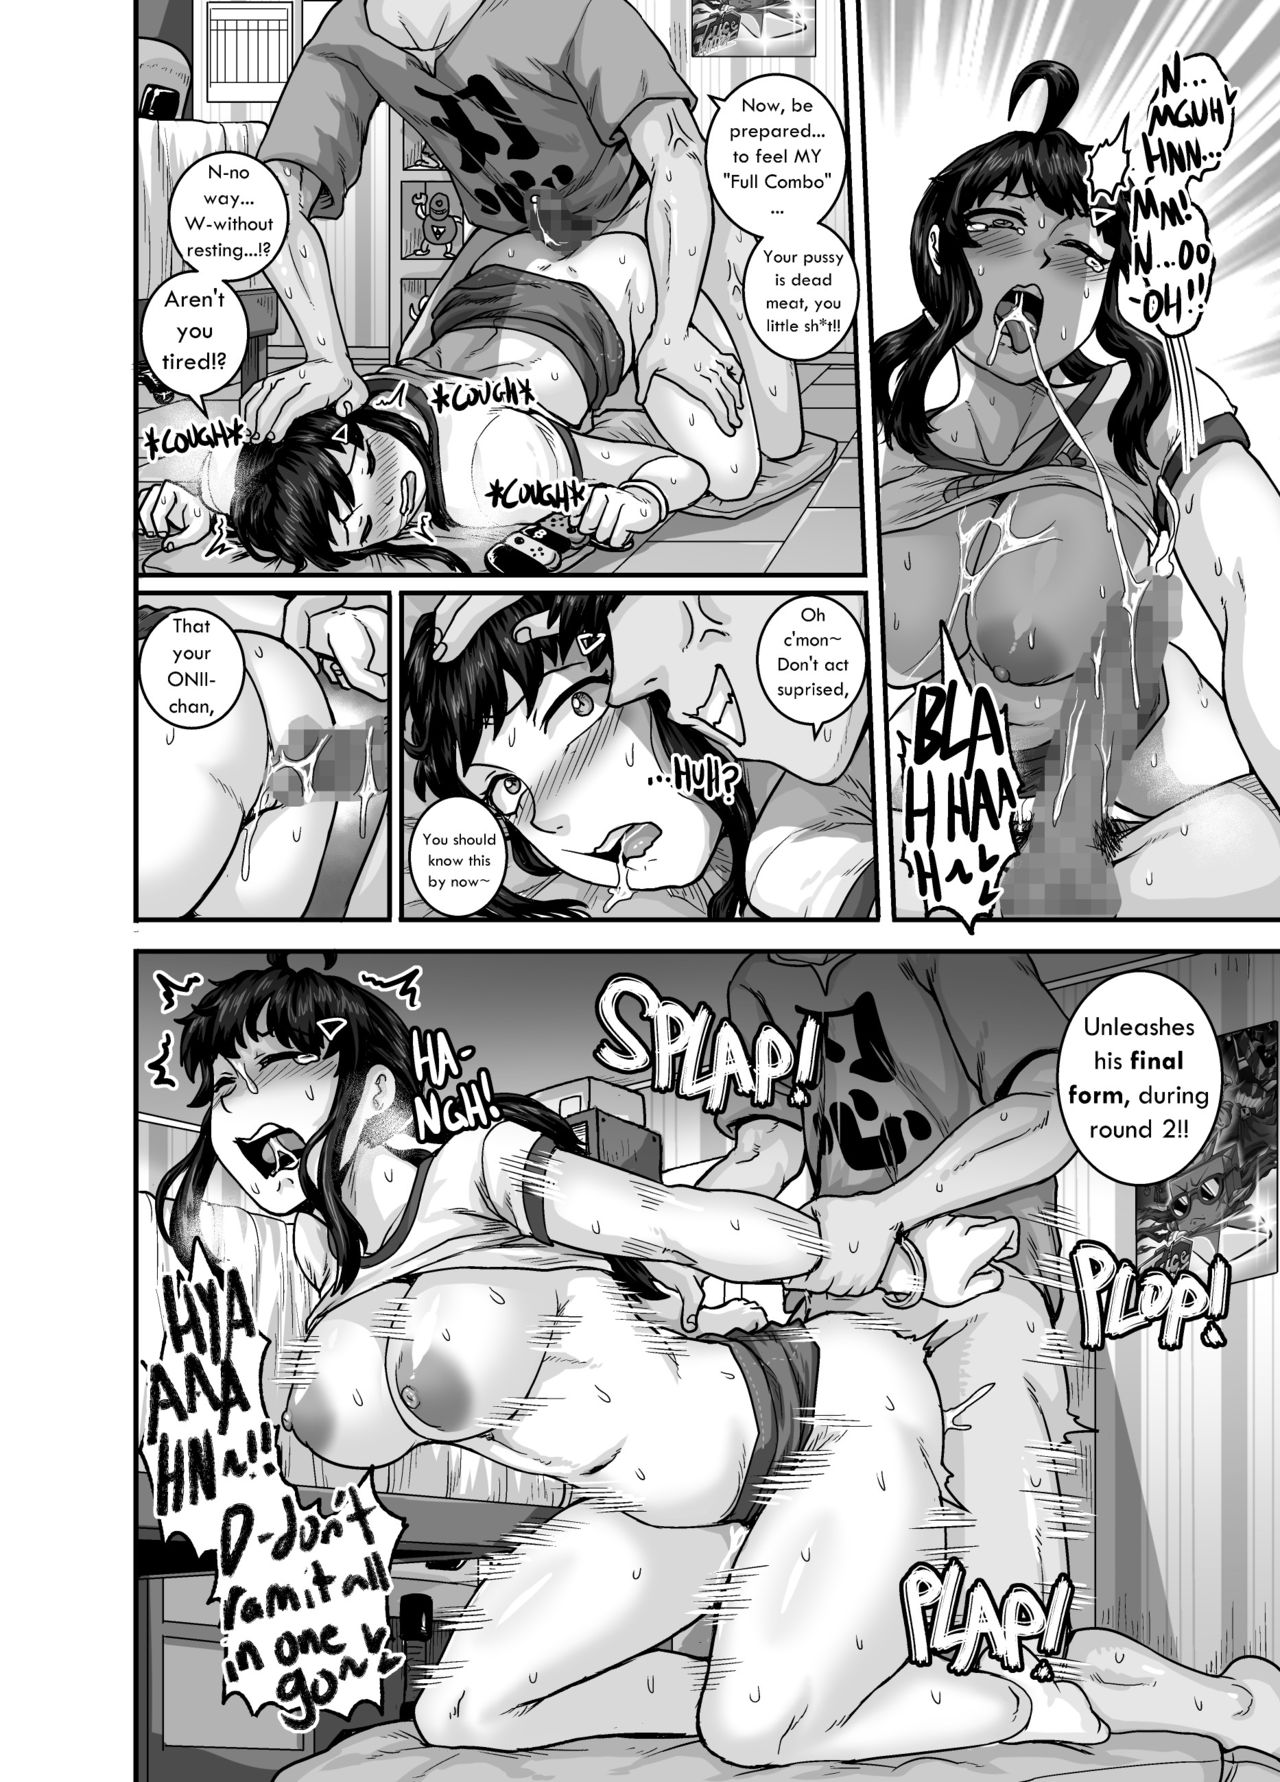 N...
MGUH
HNN...
MM!
N...OO
-OH!!
BLA
H HAA
H~
Now, be
prepared...
to feel MY
"Full Combo"
...
Your pussy
is dead
meat, you
little sh*t!!
N-no
way...
W-without
resting...!?
Aren't
you
tired!?
*COUGH*
*COUGH*
*COUGH*
Oh
c'mon~
Don't act
suprised,
...HUH?
You should
know this
by now~
That
your
ONII-
chan,
Unleashes
his final
form, during
round 2!!
SPLAP!
HA-
NGH!
PLOP!
HYA
AAA
HN~!!
D-don't
ram it all
in one
go~
PLAP!